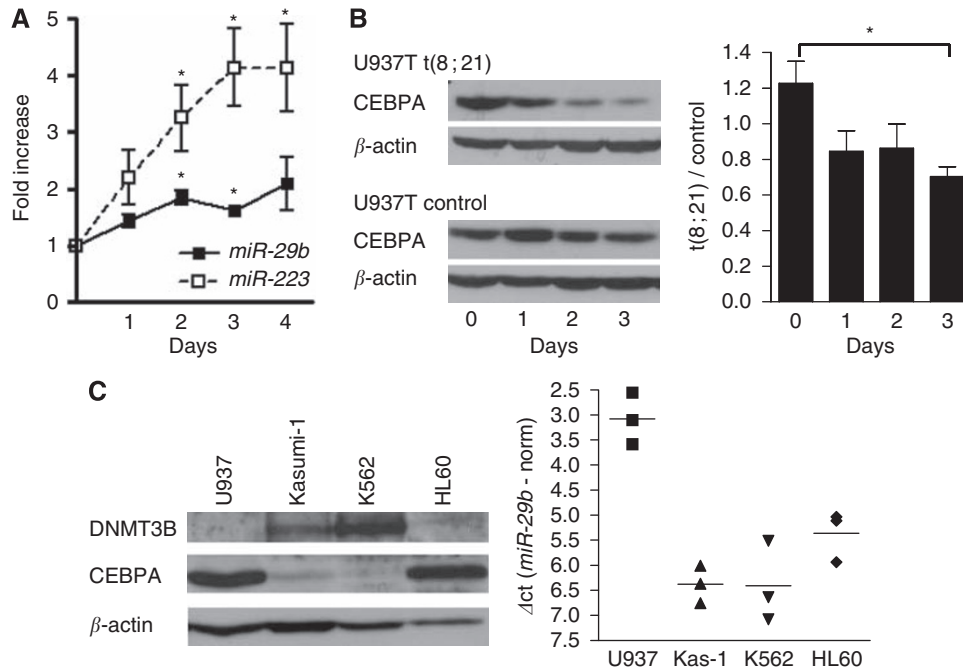 A
5
4
3
2
1
0
Fold increase
*
*
*
*
*
miR-29b
miR-223
1 2 3 4
Days
B
U937T t(8;21)
CEBPA
β-actin
U937T control
CEBPA
β-actin
0 1 2 3
Days
*
1.4
1.2
1.0
0.8
0.6
0.4
0.2
0.0
t(8;21) / control
0 1 2 3
Days
C
U937
Kasumi-1
K562
HL60
DNMT3B
CEBPA
β-actin
2.5
3.0
3.5
4.0
4.5
5.0
5.5
6.0
6.5
7.0
7.5
Δct (miR-29b - norm)
U937 Kas-1 K562 HL60